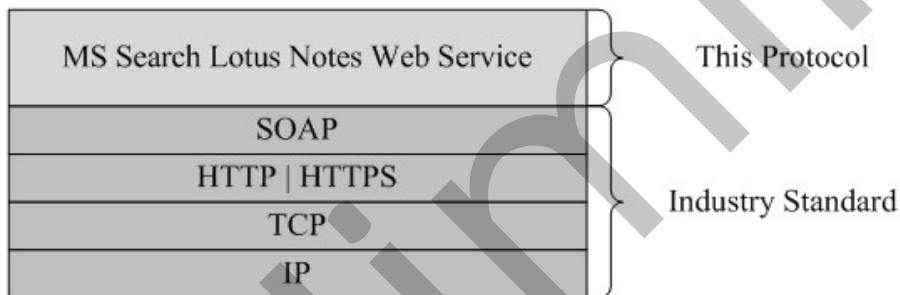 MS Search Lotus Notes Web Service
This Protocol
SOAP
HTTP | HTTPS
Industry Standard
TCP
IP